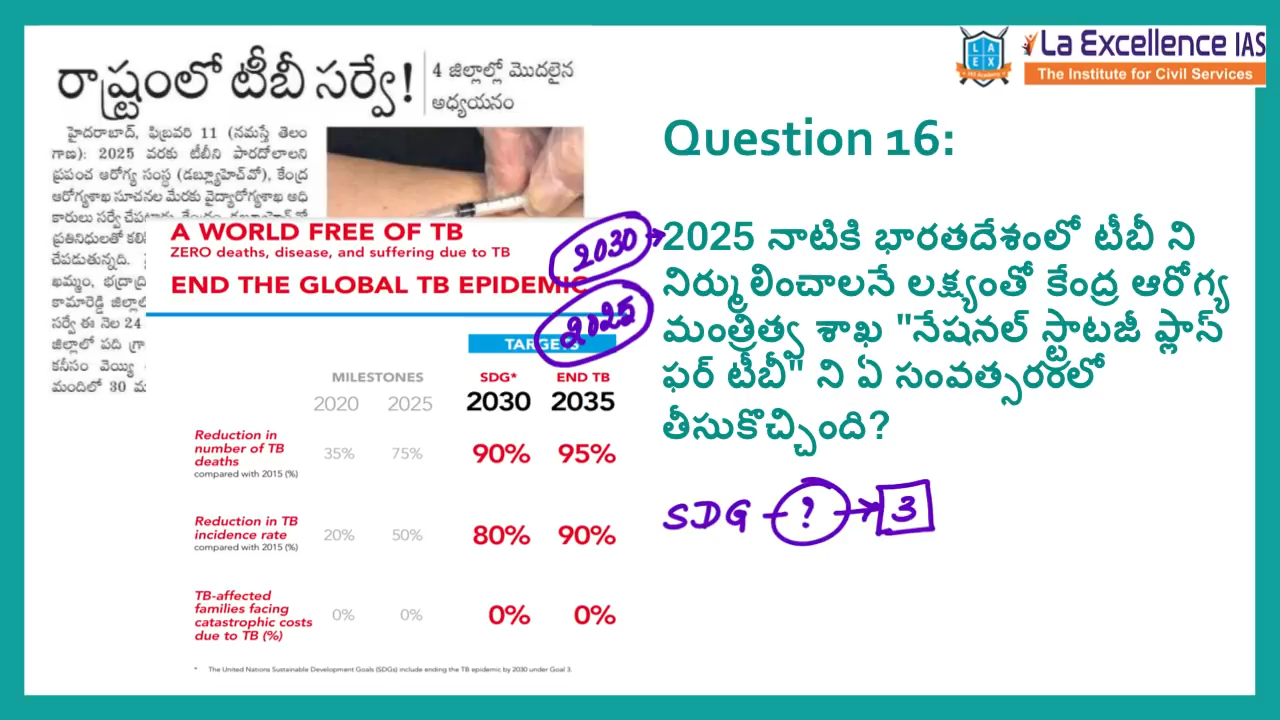 రాష్ట్రంలో టీబీ సర్వే!
4 జిల్లాల్లో మొదలైన
అధ్యయనం
హైదరాబాద్, ఫిబ్రవరి 11 (నమస్తే తెలం
గాణ): 2025 వరకు టీబీని పారదోలాలని
ప్రపంచ ఆరోగ్య సంస్థ (డబ్ల్యూహెచ్‌వో), కేంద్ర
ఆరోగ్యశాఖ సూచనల మేరకు వైద్యారోగ్యశాఖ అధి
కారులు సర్వే
ప్రతినిధులతో కలి
చేపడుతున్నది.
ఖమ్మం, భద్రాద్రి
కామారెడ్డి జిల్లాల్
సర్వే ఈ నెల 24
జిల్లాలో పది గ్రా
కనీసం వెయ్యి
మందిలో 30 మ
A WORLD FREE OF TB
ZERO deaths, disease, and suffering due to TB
END THE GLOBAL TB EPIDEMIC
2030
2025
TARGETS
MILESTONES SDG* END TB
2020 2025 2030 2035
Reduction in
number of TB
deaths
compared with 2015 (%)
35% 75% 90% 95%
Reduction in TB
incidence rate
compared with 2015 (%)
20% 50% 80% 90%
TB-affected
families facing
catastrophic costs
due to TB (%)
0% 0% 0% 0%
* The United Nations Sustainable Development Goals (SDGs) include ending the TB epidemic by 2030 under Goal 3.
LA EX
IAS Academy
La Excellence IAS
The Institute for Civil Services
Question 16:
2025 నాటికి భారతదేశంలో టీబీ ని
నిర్ములించాలనే లక్ష్యంతో కేంద్ర ఆరోగ్య
మంత్రిత్వ శాఖ "నేషనల్ స్ట్రాటజీ ప్లాన్
ఫర్ టీబీ" ని ఏ సంవత్సరంలో
తీసుకొచ్చింది?
SDG - ? → 3